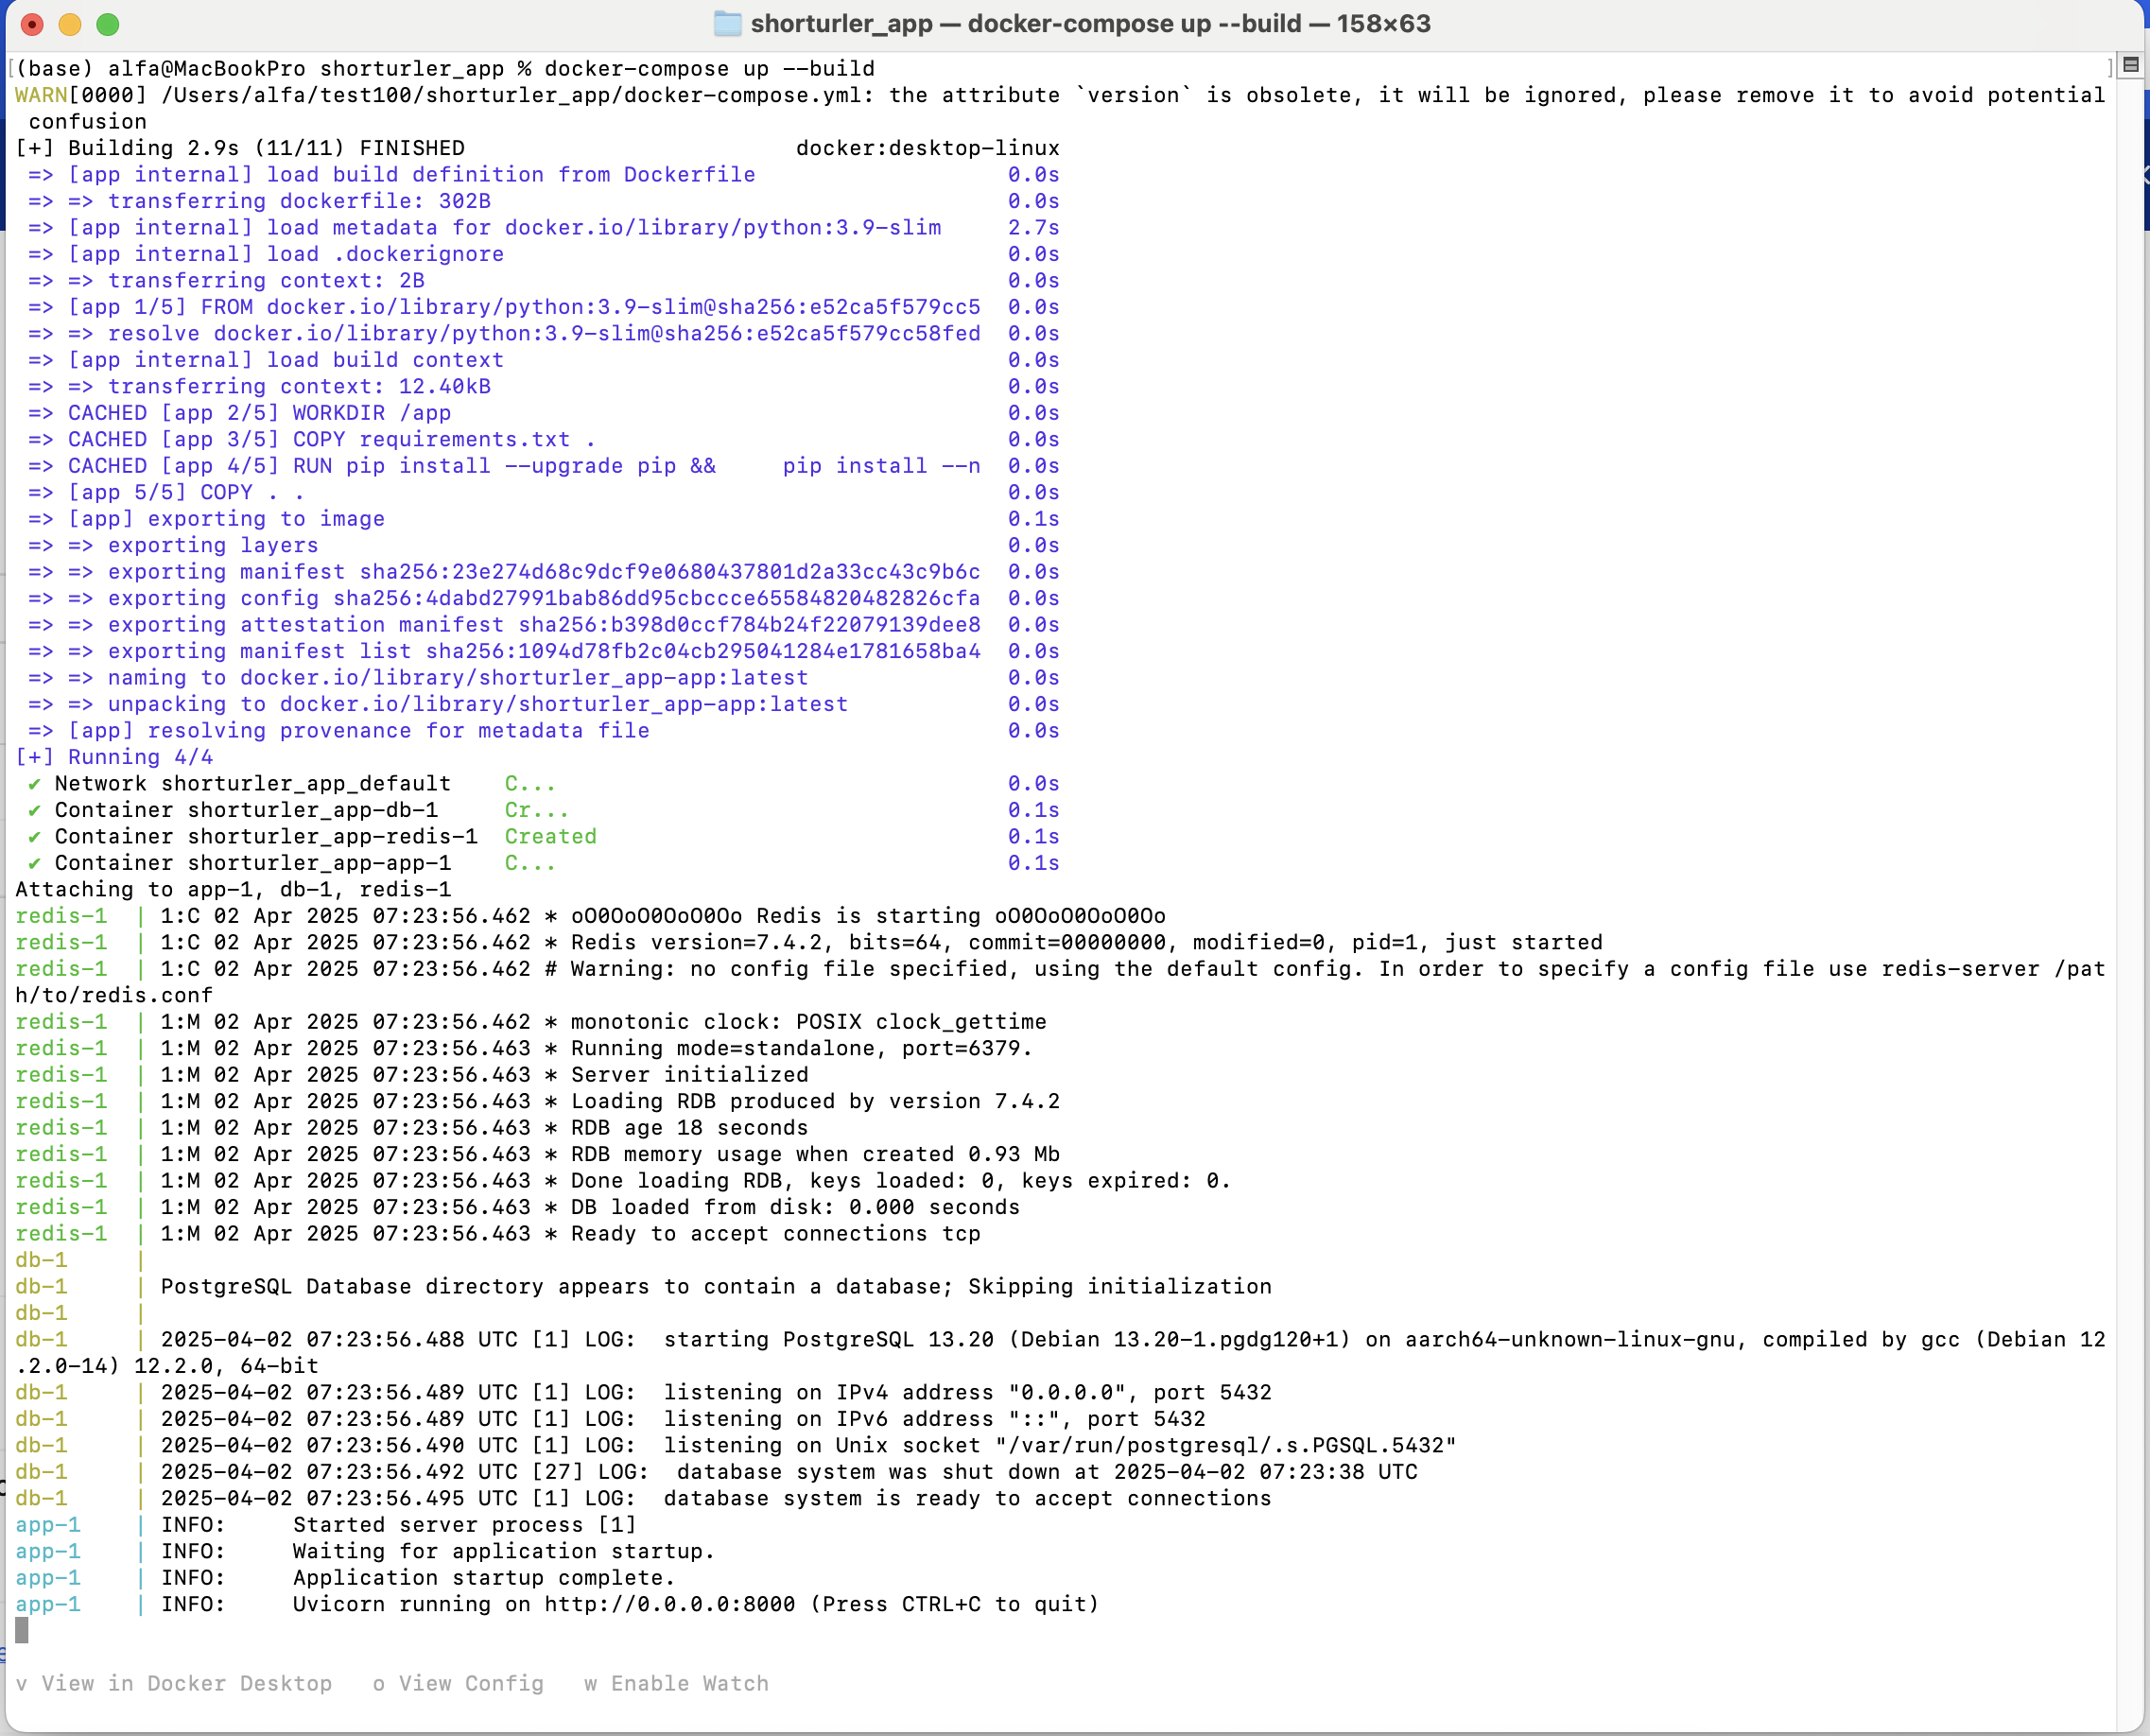 shorturler_app — docker-compose up --build — 158×63
[(base) alfa@MacBookPro shorturler_app % docker-compose up --build ]
WARN[0000] /Users/alfa/test100/shorturler_app/docker-compose.yml: the attribute `version` is obsolete, it will be ignored, please remove it to avoid potential
 confusion
[+] Building 2.9s (11/11) FINISHED docker:desktop-linux
 => [app internal] load build definition from Dockerfile 0.0s
 => => transferring dockerfile: 302B 0.0s
 => [app internal] load metadata for docker.io/library/python:3.9-slim 2.7s
 => [app internal] load .dockerignore 0.0s
 => => transferring context: 2B 0.0s
 => [app 1/5] FROM docker.io/library/python:3.9-slim@sha256:e52ca5f579cc5 0.0s
 => => resolve docker.io/library/python:3.9-slim@sha256:e52ca5f579cc58fed 0.0s
 => [app internal] load build context 0.0s
 => => transferring context: 12.40kB 0.0s
 => CACHED [app 2/5] WORKDIR /app 0.0s
 => CACHED [app 3/5] COPY requirements.txt . 0.0s
 => CACHED [app 4/5] RUN pip install --upgrade pip &&     pip install --n 0.0s
 => [app 5/5] COPY . . 0.0s
 => [app] exporting to image 0.1s
 => => exporting layers 0.0s
 => => exporting manifest sha256:23e274d68c9dcf9e0680437801d2a33cc43c9b6c 0.0s
 => => exporting config sha256:4dabd27991bab86dd95cbccce65584820482826cfa 0.0s
 => => exporting attestation manifest sha256:b398d0ccf784b24f22079139dee8 0.0s
 => => exporting manifest list sha256:1094d78fb2c04cb295041284e1781658ba4 0.0s
 => => naming to docker.io/library/shorturler_app-app:latest 0.0s
 => => unpacking to docker.io/library/shorturler_app-app:latest 0.0s
 => [app] resolving provenance for metadata file 0.0s
[+] Running 4/4
 ✔ Network shorturler_app_default    C... 0.0s
 ✔ Container shorturler_app-db-1     Cr... 0.1s
 ✔ Container shorturler_app-redis-1  Created 0.1s
 ✔ Container shorturler_app-app-1    C... 0.1s
Attaching to app-1, db-1, redis-1
redis-1  | 1:C 02 Apr 2025 07:23:56.462 * oO0OoO0OoO0Oo Redis is starting oO0OoO0OoO0Oo
redis-1  | 1:C 02 Apr 2025 07:23:56.462 * Redis version=7.4.2, bits=64, commit=00000000, modified=0, pid=1, just started
redis-1  | 1:C 02 Apr 2025 07:23:56.462 # Warning: no config file specified, using the default config. In order to specify a config file use redis-server /pat
h/to/redis.conf
redis-1  | 1:M 02 Apr 2025 07:23:56.462 * monotonic clock: POSIX clock_gettime
redis-1  | 1:M 02 Apr 2025 07:23:56.463 * Running mode=standalone, port=6379.
redis-1  | 1:M 02 Apr 2025 07:23:56.463 * Server initialized
redis-1  | 1:M 02 Apr 2025 07:23:56.463 * Loading RDB produced by version 7.4.2
redis-1  | 1:M 02 Apr 2025 07:23:56.463 * RDB age 18 seconds
redis-1  | 1:M 02 Apr 2025 07:23:56.463 * RDB memory usage when created 0.93 Mb
redis-1  | 1:M 02 Apr 2025 07:23:56.463 * Done loading RDB, keys loaded: 0, keys expired: 0.
redis-1  | 1:M 02 Apr 2025 07:23:56.463 * DB loaded from disk: 0.000 seconds
redis-1  | 1:M 02 Apr 2025 07:23:56.463 * Ready to accept connections tcp
db-1     |
db-1     | PostgreSQL Database directory appears to contain a database; Skipping initialization
db-1     |
db-1     | 2025-04-02 07:23:56.488 UTC [1] LOG:  starting PostgreSQL 13.20 (Debian 13.20-1.pgdg120+1) on aarch64-unknown-linux-gnu, compiled by gcc (Debian 12
.2.0-14) 12.2.0, 64-bit
db-1     | 2025-04-02 07:23:56.489 UTC [1] LOG:  listening on IPv4 address "0.0.0.0", port 5432
db-1     | 2025-04-02 07:23:56.489 UTC [1] LOG:  listening on IPv6 address "::", port 5432
db-1     | 2025-04-02 07:23:56.490 UTC [1] LOG:  listening on Unix socket "/var/run/postgresql/.s.PGSQL.5432"
db-1     | 2025-04-02 07:23:56.492 UTC [27] LOG:  database system was shut down at 2025-04-02 07:23:38 UTC
db-1     | 2025-04-02 07:23:56.495 UTC [1] LOG:  database system is ready to accept connections
app-1    | INFO:     Started server process [1]
app-1    | INFO:     Waiting for application startup.
app-1    | INFO:     Application startup complete.
app-1    | INFO:     Uvicorn running on http://0.0.0.0:8000 (Press CTRL+C to quit)
v View in Docker Desktop   o View Config   w Enable Watch